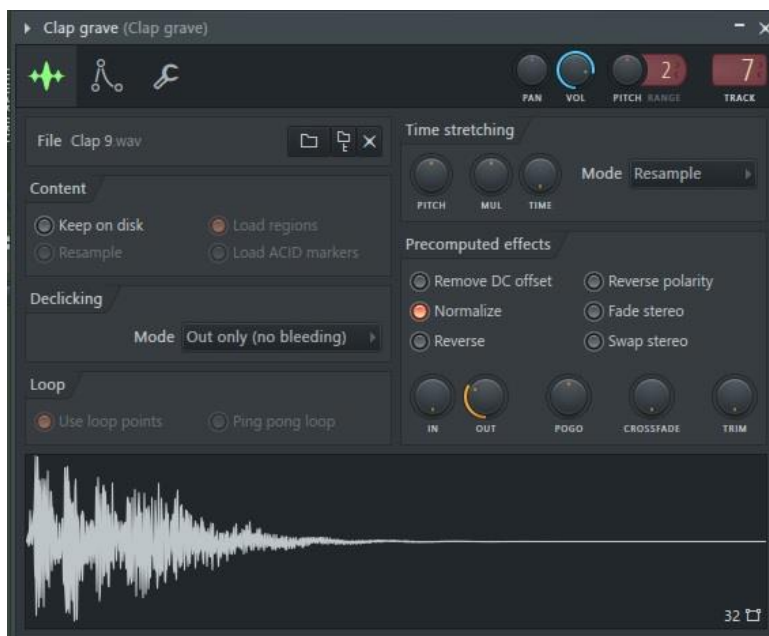 Clap grave (Clap grave)
2
7
PAN VOL PITCH RANGE TRACK
File Clap 9.wav
Content
Keep on disk
Load regions
Resample
Load ACID markers
Declicking
Mode Out only (no bleeding)
Loop
Use loop points
Ping pong loop
Time stretching
Mode Resample
PITCH MUL TIME
Precomputed effects
Remove DC offset
Reverse polarity
Normalize
Fade stereo
Reverse
Swap stereo
IN OUT POGO CROSSFADE TRIM
32